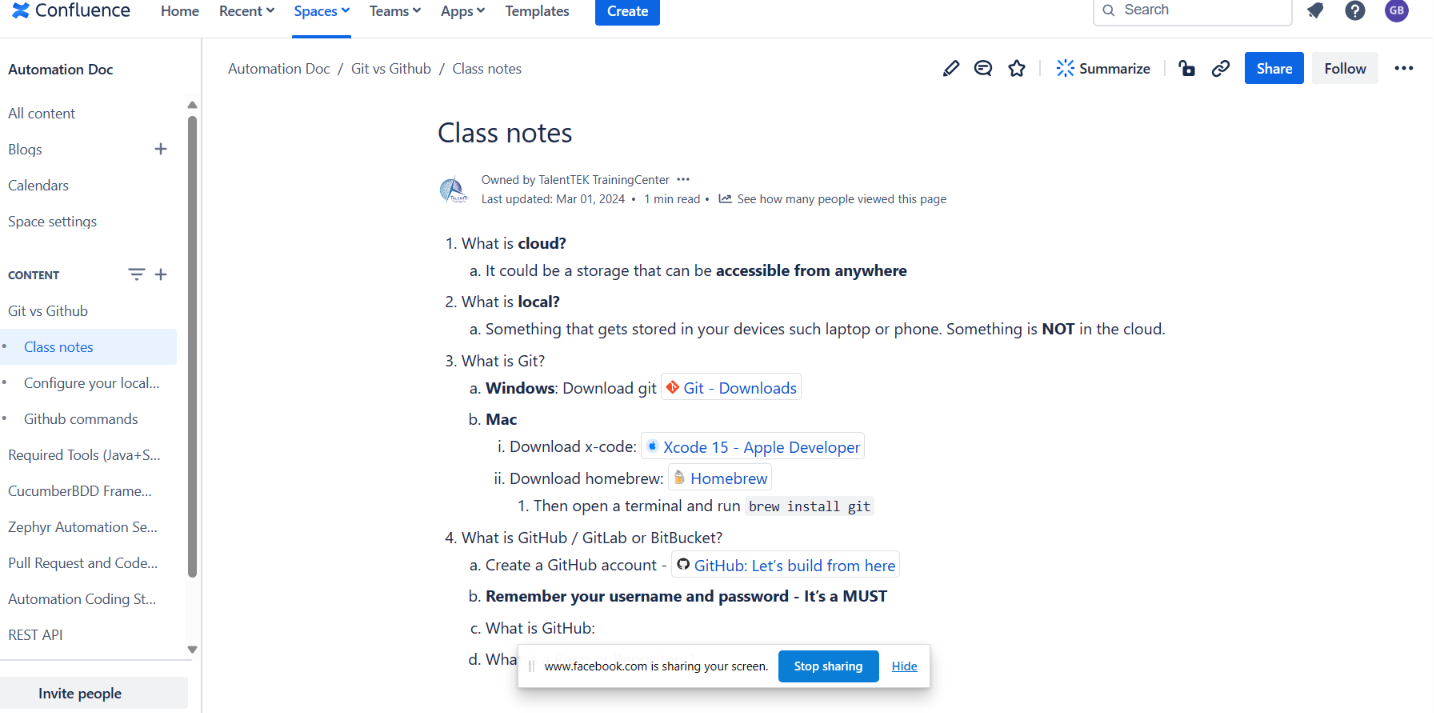 Confluence Home Recent Spaces Teams Apps Templates Create Search GB
Automation Doc
All content
Blogs
Calendars
Space settings
CONTENT
Git vs Github
Class notes
Configure your local...
Github commands
Required Tools (Java+S...
CucumberBDD Frame...
Zephyr Automation Se...
Pull Request and Code...
Automation Coding St...
REST API
Invite people
Automation Doc / Git vs Github / Class notes
Summarize Share Follow
Class notes
Owned by TalentTEK TrainingCenter
Last updated: Mar 01, 2024 • 1 min read • See how many people viewed this page
1. What is cloud?
a. It could be a storage that can be accessible from anywhere
2. What is local?
a. Something that gets stored in your devices such laptop or phone. Something is NOT in the cloud.
3. What is Git?
a. Windows: Download git Git - Downloads
b. Mac
i. Download x-code: Xcode 15 - Apple Developer
ii. Download homebrew: Homebrew
1. Then open a terminal and run brew install git
4. What is GitHub / GitLab or BitBucket?
a. Create a GitHub account - GitHub: Let's build from here
b. Remember your username and password - It's a MUST
c. What is GitHub:
d.
www.facebook.com is sharing your screen. Stop sharing Hide